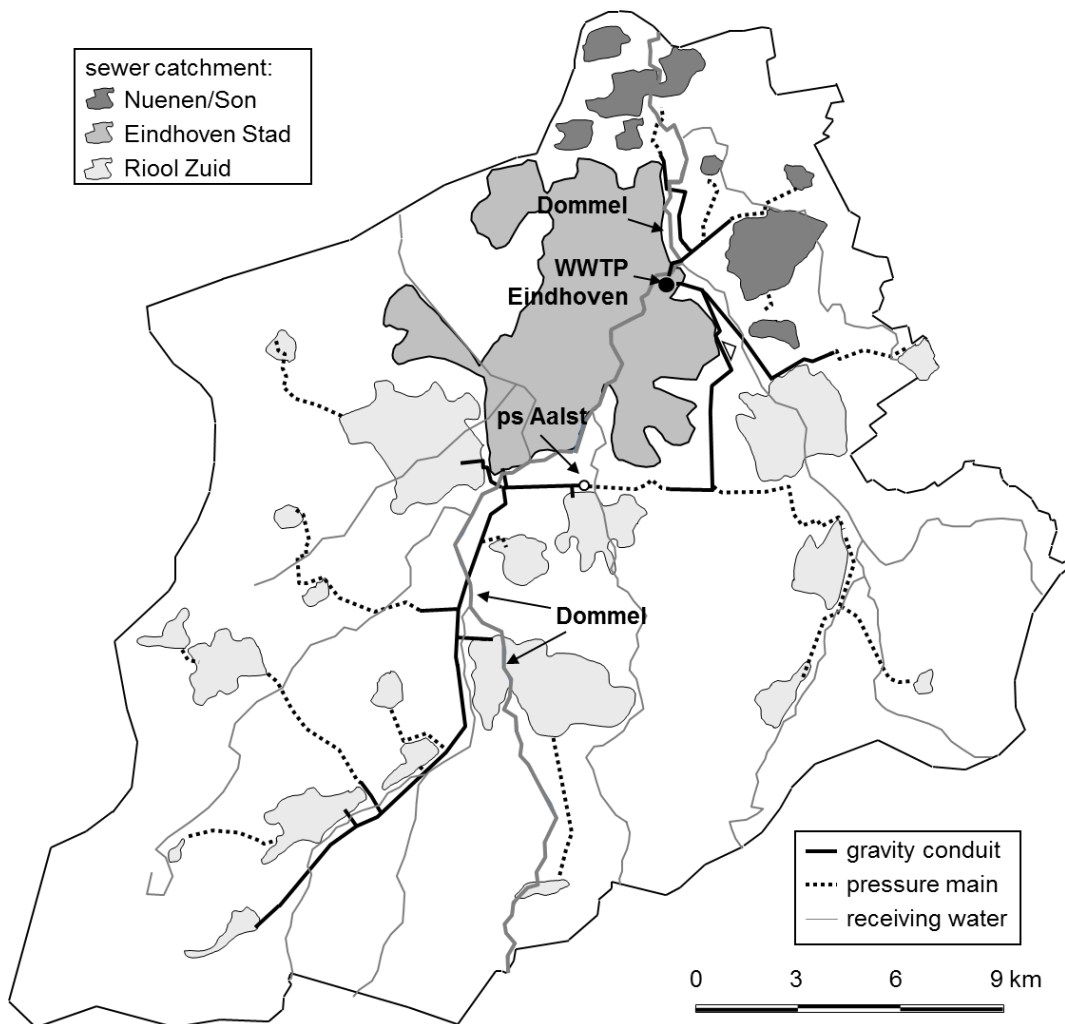 sewer catchment:
Nuenen/Son
Eindhoven Stad
Riool Zuid
Dommel
WWTP
Eindhoven
ps Aalst
Dommel
gravity conduit
pressure main
receiving water
0 3 6 9 km